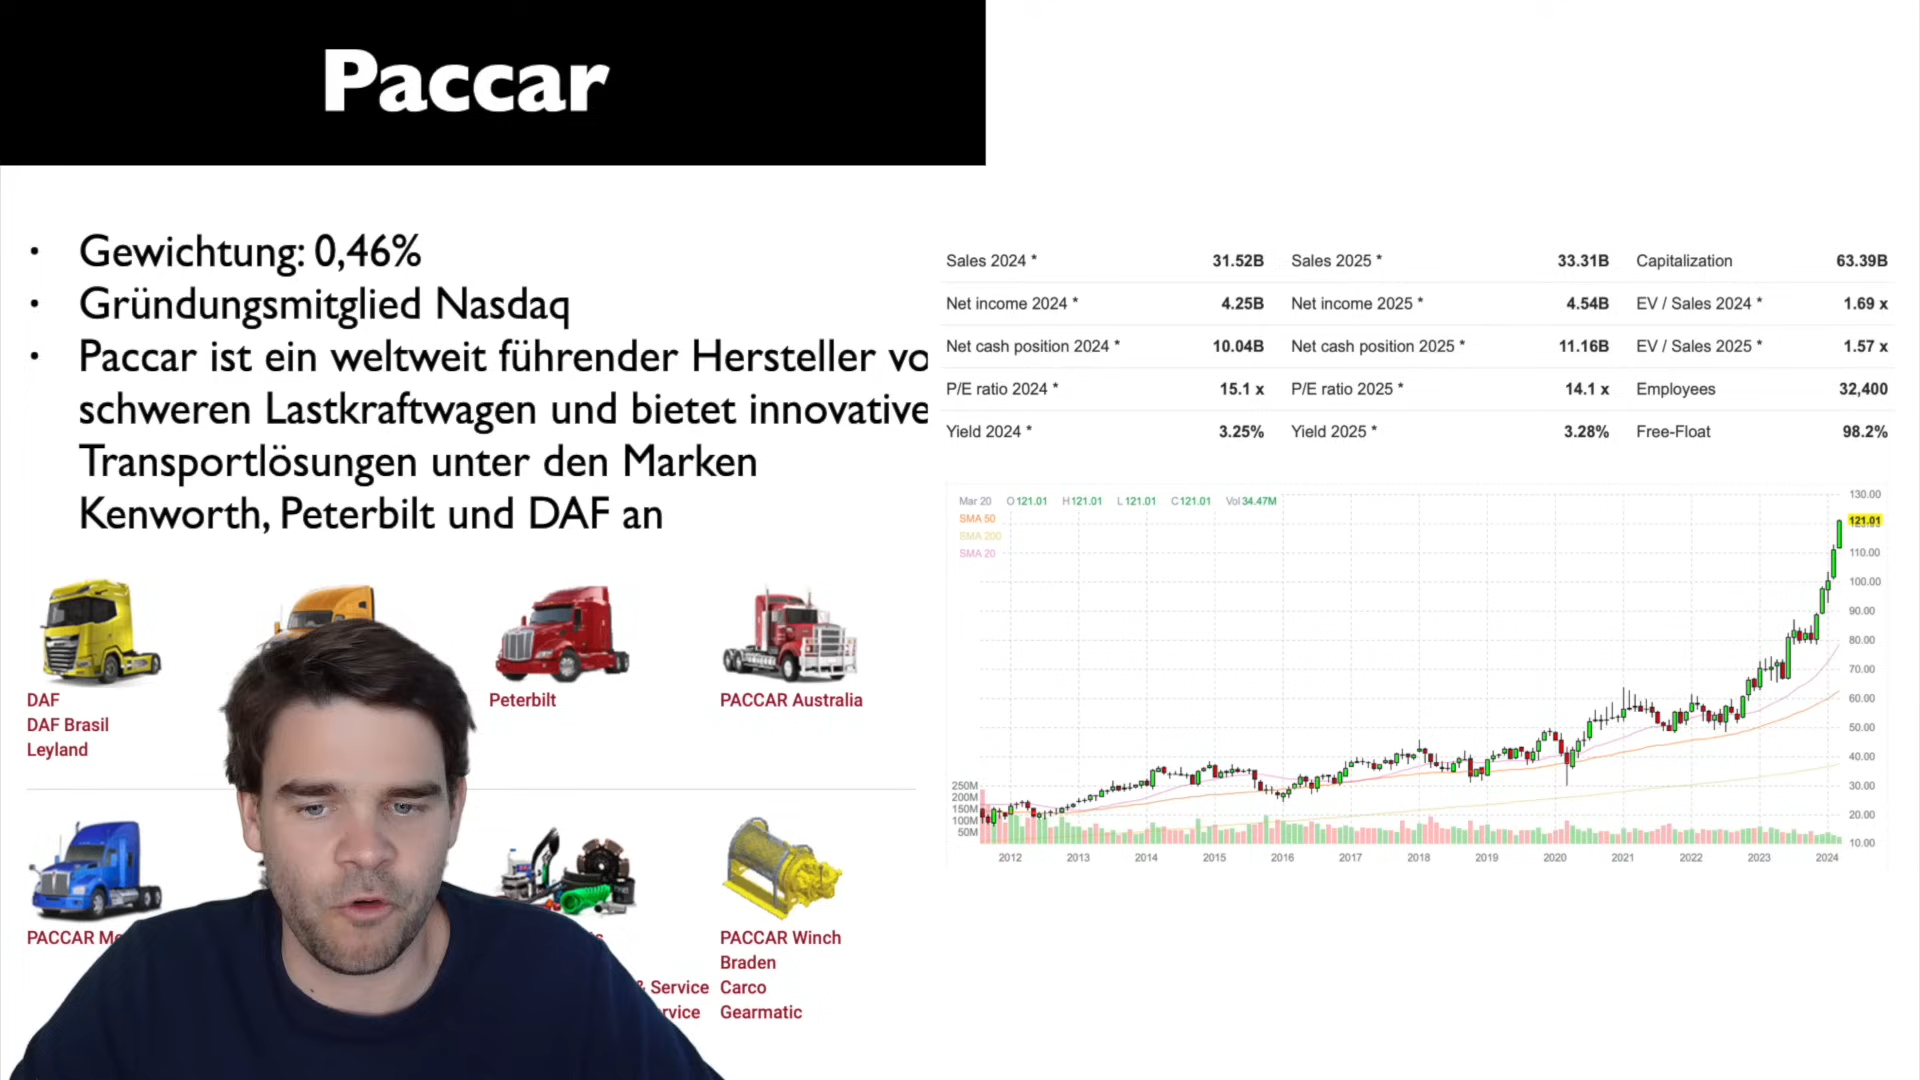 Paccar
• Gewichtung: 0,46%
• Gründungsmitglied Nasdaq
• Paccar ist ein weltweit führender Hersteller vo
schweren Lastkraftwagen und bietet innovative
Transportlösungen unter den Marken
Kenworth, Peterbilt und DAF an
DAF
DAF Brasil
Leyland
Peterbilt
PACCAR Australia
PACCAR
PACCAR Winch
Braden
Carco
Gearmatic
& Service
Sales 2024 * 31.52B Sales 2025 * 33.31B Capitalization 63.39B
Net income 2024 * 4.25B Net income 2025 * 4.54B EV / Sales 2024 * 1.69 x
Net cash position 2024 * 10.04B Net cash position 2025 * 11.16B EV / Sales 2025 * 1.57 x
P/E ratio 2024 * 15.1 x P/E ratio 2025 * 14.1 x Employees 32,400
Yield 2024 * 3.25% Yield 2025 * 3.28% Free-Float 98.2%
Mar 20 O 121.01 H 121.01 L 121.01 C 121.01 Vol 34.47M
SMA 50
SMA 200
SMA 20
130.00
121.01
110.00
100.00
90.00
80.00
70.00
60.00
50.00
40.00
30.00
20.00
10.00
250M
200M
150M
100M
50M
2012 2013 2014 2015 2016 2017 2018 2019 2020 2021 2022 2023 2024